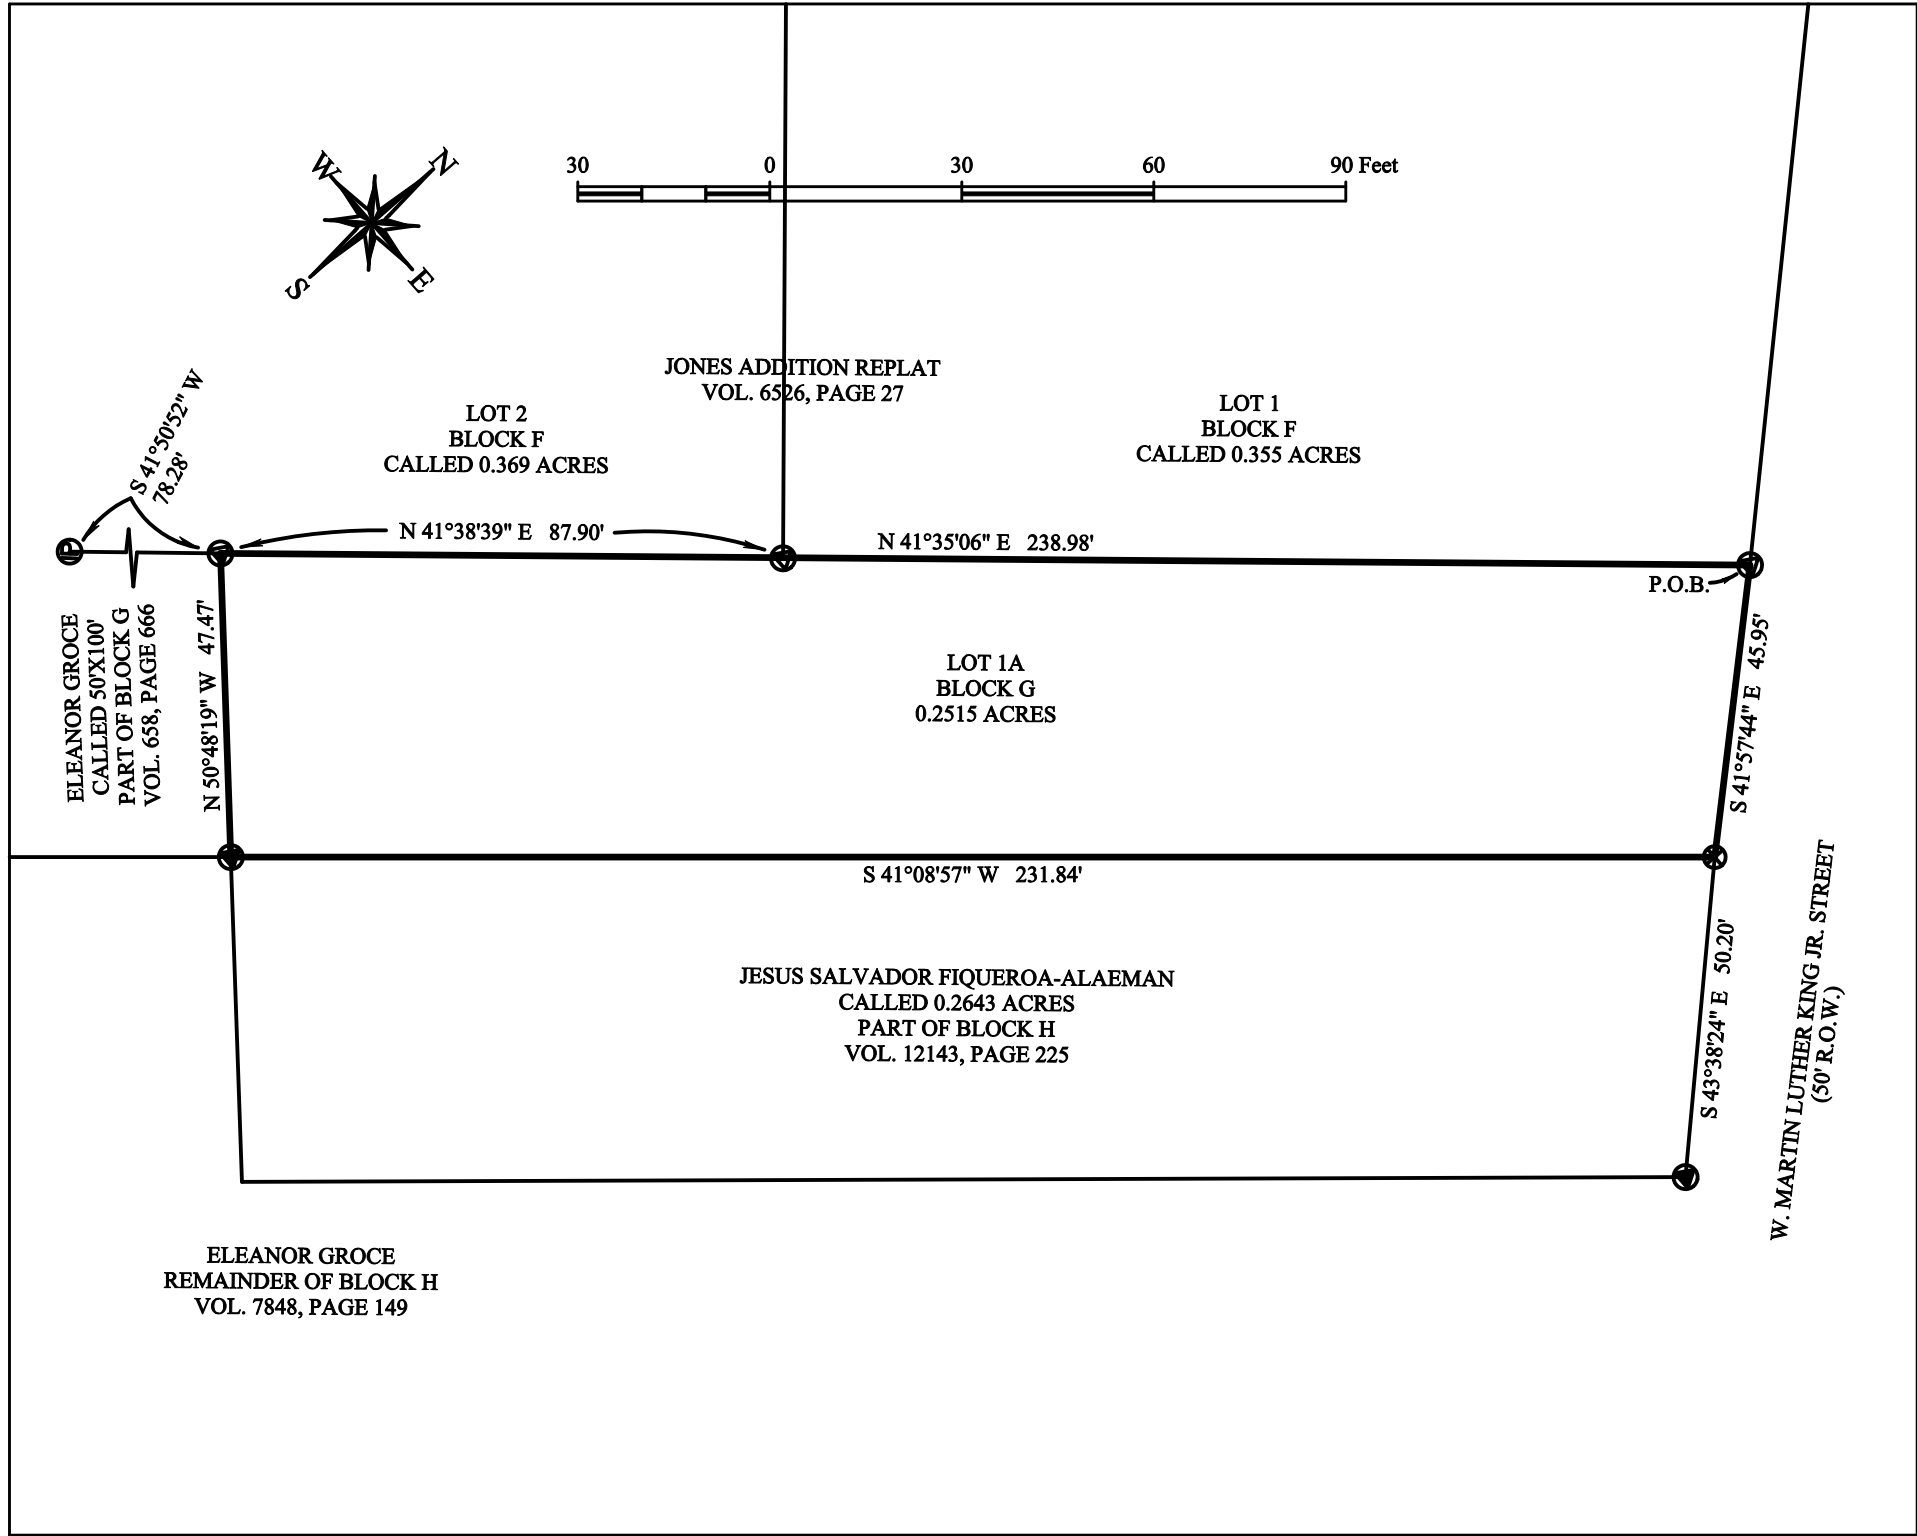 W
N
S
E
30 0 30 60 90 Feet
JONES ADDITION REPLAT
VOL. 6526, PAGE 27
LOT 2
BLOCK F
CALLED 0.369 ACRES
LOT 1
BLOCK F
CALLED 0.355 ACRES
S 41°50'52" W
78.28'
N 41°38'39" E 87.90'
N 41°35'06" E 238.98'
P
P.O.B.
ELEANOR GROCE
CALLED 50'X100'
PART OF BLOCK G
VOL. 658, PAGE 666
N 50°48'19" W 47.47'
LOT 1A
BLOCK G
0.2515 ACRES
S 41°57'44" E 45.95'
S 41°08'57" W 231.84'
JESUS SALVADOR FIQUEROA-ALAEMAN
CALLED 0.2643 ACRES
PART OF BLOCK H
VOL. 12143, PAGE 225
S 43°38'24" E 50.20'
W. MARTIN LUTHER KING JR. STREET
(50' R.O.W.)
ELEANOR GROCE
REMAINDER OF BLOCK H
VOL. 7848, PAGE 149